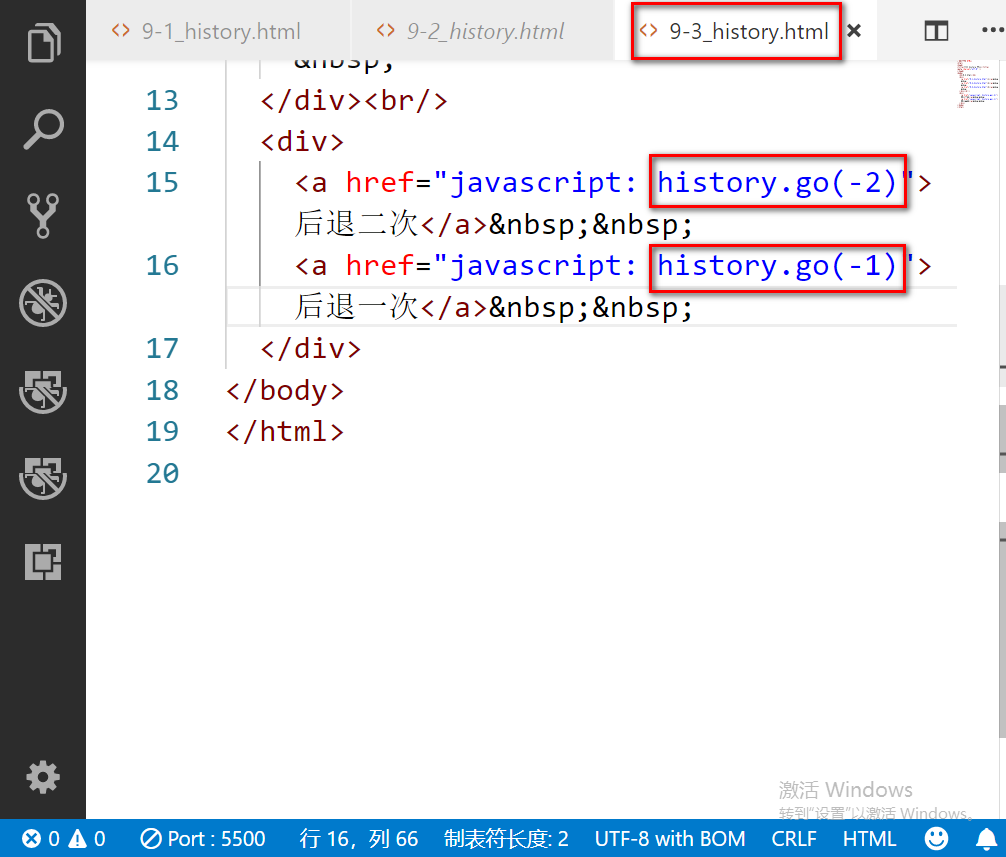 <> 9-1_history.html <> 9-2_history.html <> 9-3_history.html
&nbsp;
13 </div><br/>
14 <div>
15 <a href="javascript: history.go(-2)">
后退二次</a>&nbsp;&nbsp;
16 <a href="javascript: history.go(-1)">
后退一次</a>&nbsp;&nbsp;
17 </div>
18 </body>
19 </html>
20
激活 Windows
转到“设置”以激活 Windows。
0 0 Port : 5500 行 16，列 66 制表符长度: 2 UTF-8 with BOM CRLF HTML